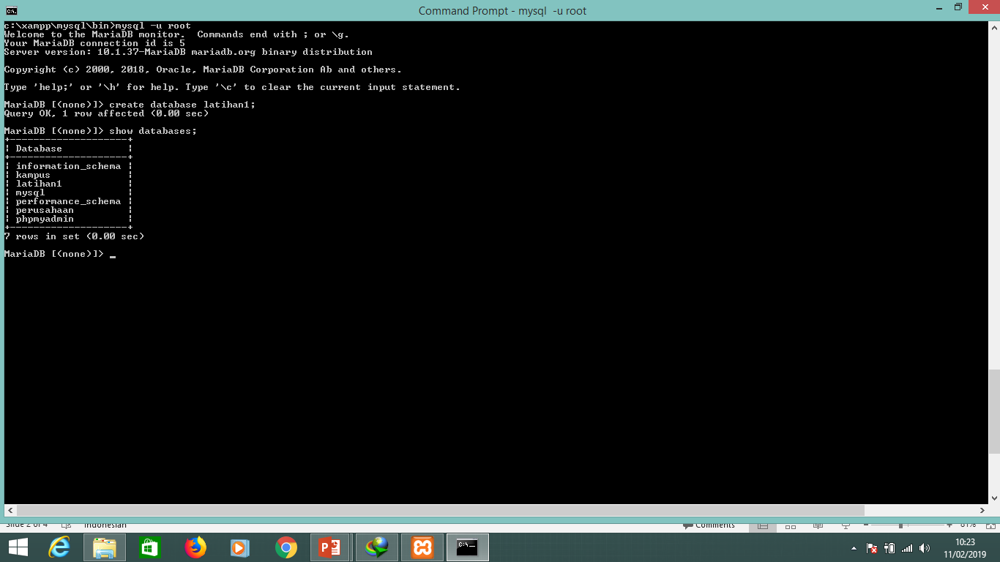 Command Prompt - mysql  -u root
c:\xampp\mysql\bin>mysql -u root
Welcome to the MariaDB monitor.  Commands end with ; or \g.
Your MariaDB connection id is 5
Server version: 10.1.37-MariaDB mariadb.org binary distribution
Copyright (c) 2000, 2018, Oracle, MariaDB Corporation Ab and others.
Type 'help;' or '\h' for help. Type '\c' to clear the current input statement.
MariaDB [(none)]> create database latihan1;
Query OK, 1 row affected (0.00 sec)
MariaDB [(none)]> show databases;
+--------------------+
| Database           |
+--------------------+
| information_schema |
| kampus             |
| latihan1           |
| mysql              |
| performance_schema |
| perusahaan         |
| phpmyadmin         |
+--------------------+
7 rows in set (0.00 sec)
MariaDB [(none)]> _
Slide 2 of 4 Indonesian Comments 81%
10:23
11/02/2019